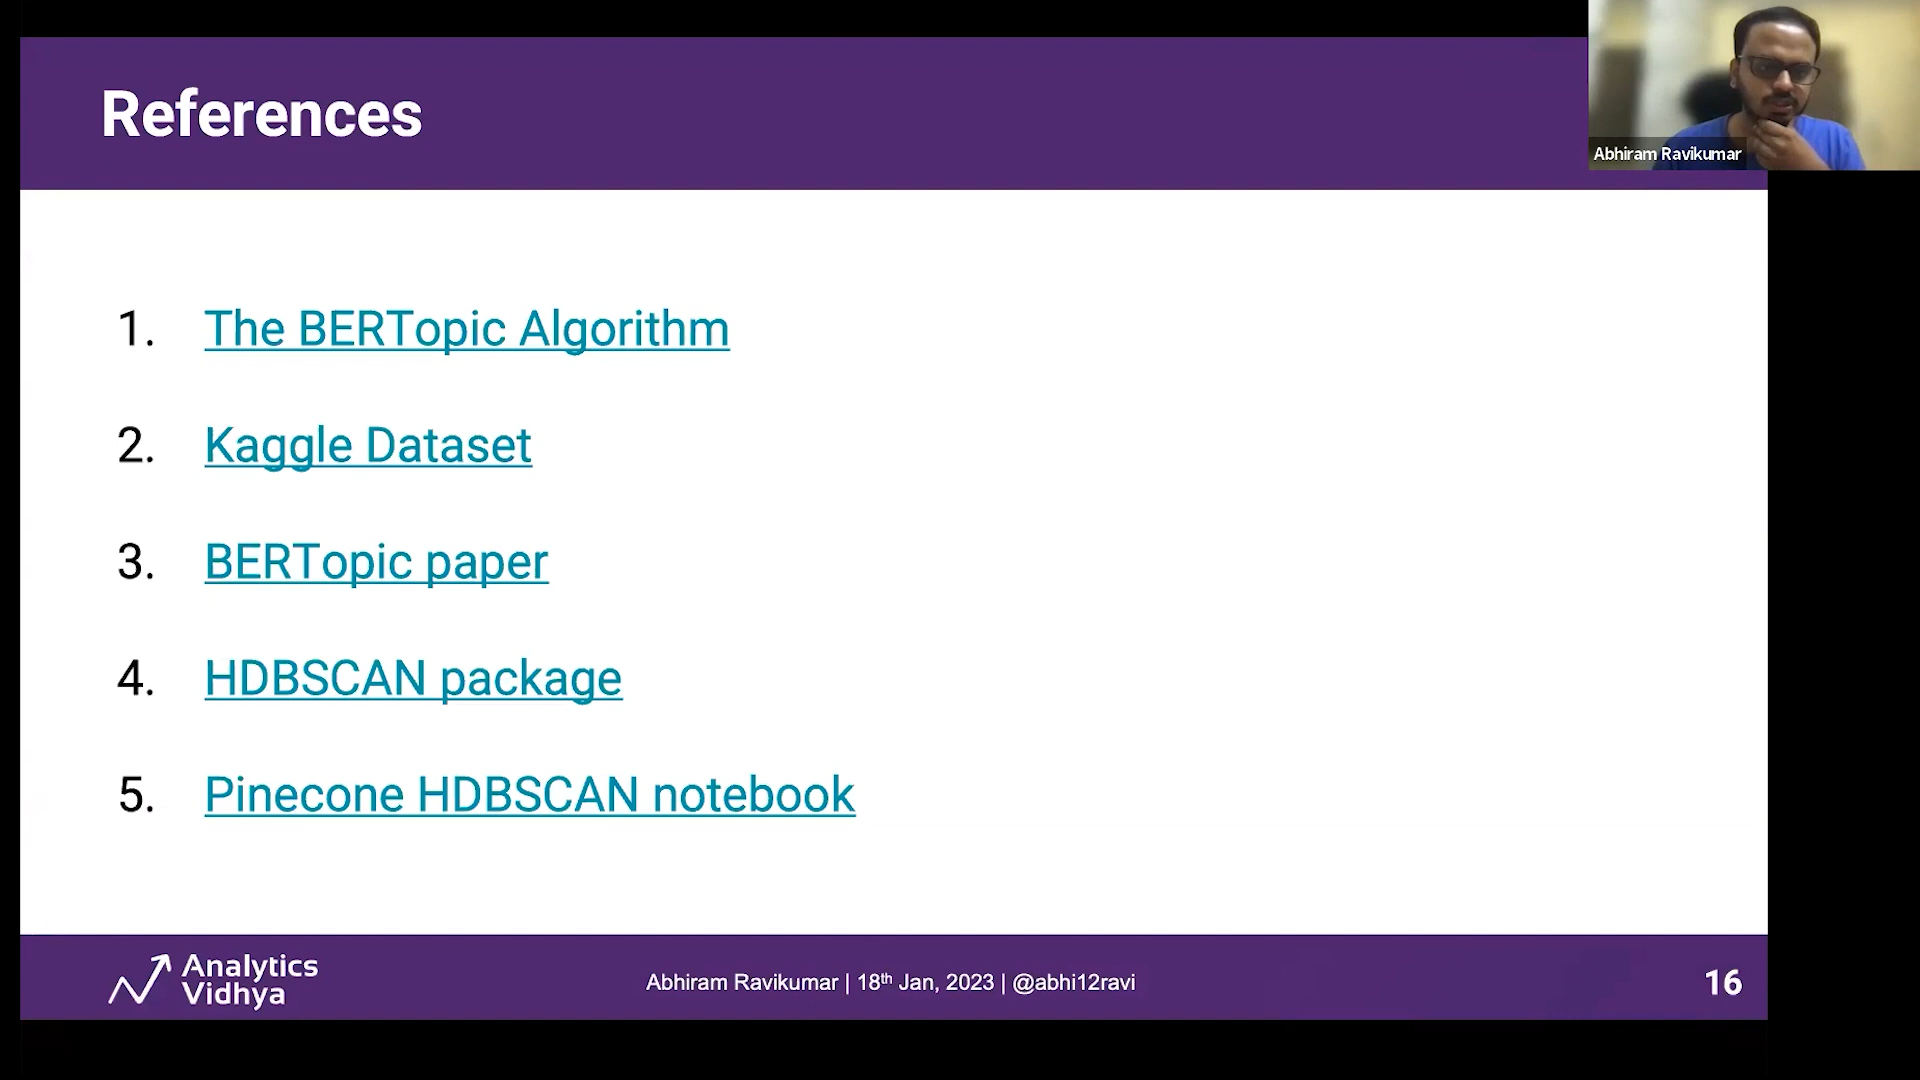 References
Abhiram Ravikumar
1. The BERTopic Algorithm
2. Kaggle Dataset
3. BERTopic paper
4. HDBSCAN package
5. Pinecone HDBSCAN notebook
Analytics
Vidhya
Abhiram Ravikumar | 18th Jan, 2023 | @abhi12ravi
16